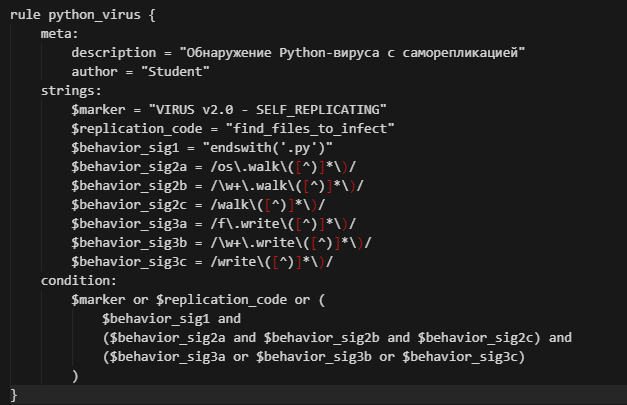 rule python_virus {
    meta:
        description = "Обнаружение Python-вируса с саморепликацией"
        author = "Student"
    strings:
        $marker = "VIRUS v2.0 - SELF_REPLICATING"
        $replication_code = "find_files_to_infect"
        $behavior_sig1 = "endswith('.py')"
        $behavior_sig2a = /os\.walk\([^)]*\)/
        $behavior_sig2b = /\w+\.walk\([^)]*\)/
        $behavior_sig2c = /walk\([^)]*\)/
        $behavior_sig3a = /f\.write\([^)]*\)/
        $behavior_sig3b = /\w+\.write\([^)]*\)/
        $behavior_sig3c = /write\([^)]*\)/
    condition:
        $marker or $replication_code or (
            $behavior_sig1 and
            ($behavior_sig2a and $behavior_sig2b and $behavior_sig2c) and
            ($behavior_sig3a or $behavior_sig3b or $behavior_sig3c)
        )
}